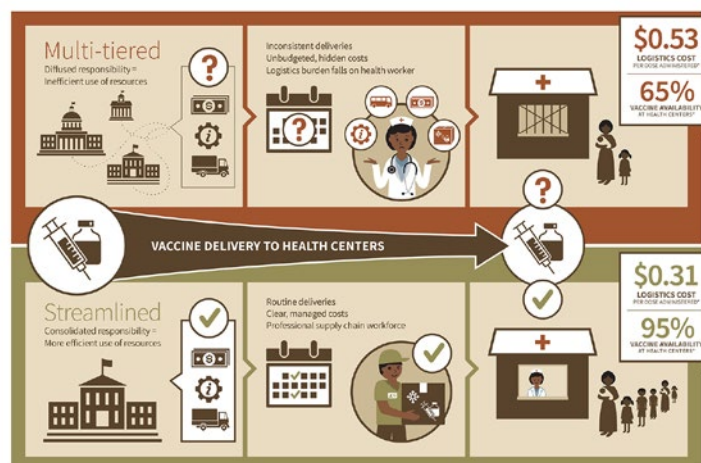 Multi-tiered
Diffused responsibility =
Inefficient use of resources
Inconsistent deliveries
Unbudgeted, hidden costs
Logistics burden falls on health worker
$0.53
LOGISTICS COST
PER DOSE ADMINISTERED*
65%
VACCINE AVAILABILITY
AT HEALTH CENTERS*
?
$
i
?
?
VACCINE DELIVERY TO HEALTH CENTERS
Streamlined
Consolidated responsibility =
More efficient use of resources
Routine deliveries
Clear, managed costs
Professional supply chain workforce
$0.31
LOGISTICS COST
PER DOSE ADMINISTERED*
95%
VACCINE AVAILABILITY
AT HEALTH CENTERS*
$
i